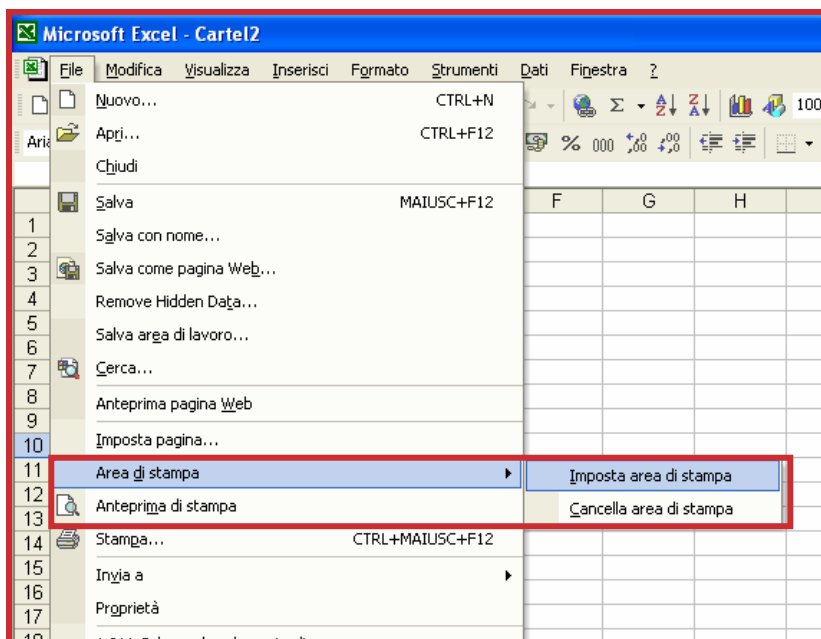 Microsoft Excel - Cartel2
File Modifica Visualizza Inserisci Formato Strumenti Dati Finestra ?
Nuovo... CTRL+N
Σ 100
Apri... CTRL+F12
% 000
Chiudi
Salva MAIUSC+F12
F G H
1
Salva con nome...
2
3
Salva come pagina Web...
4
Remove Hidden Data...
5
Salva area di lavoro...
6
7
Cerca...
8
Anteprima pagina Web
9
10
Imposta pagina...
11
Area di stampa Imposta area di stampa
12
Anteprima di stampa Cancella area di stampa
13
14
Stampa... CTRL+MAIUSC+F12
15
Invia a
16
17
Proprietà